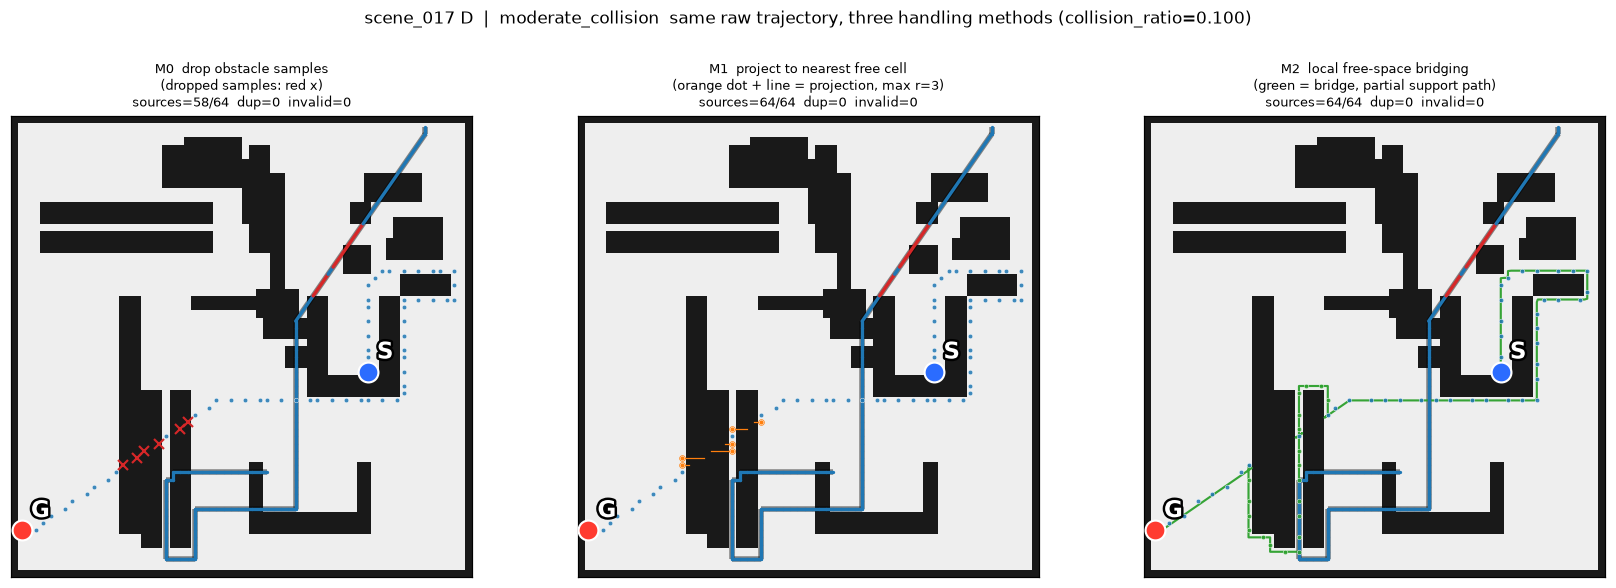 scene_017 D | moderate_collision same raw trajectory, three handling methods (collision_ratio=0.100)
M0 drop obstacle samples
(dropped samples: red x)
sources=58/64 dup=0 invalid=0
M1 project to nearest free cell
(orange dot + line = projection, max r=3)
sources=64/64 dup=0 invalid=0
M2 local free-space bridging
(green = bridge, partial support path)
sources=64/64 dup=0 invalid=0
S
G
S
G
S
G